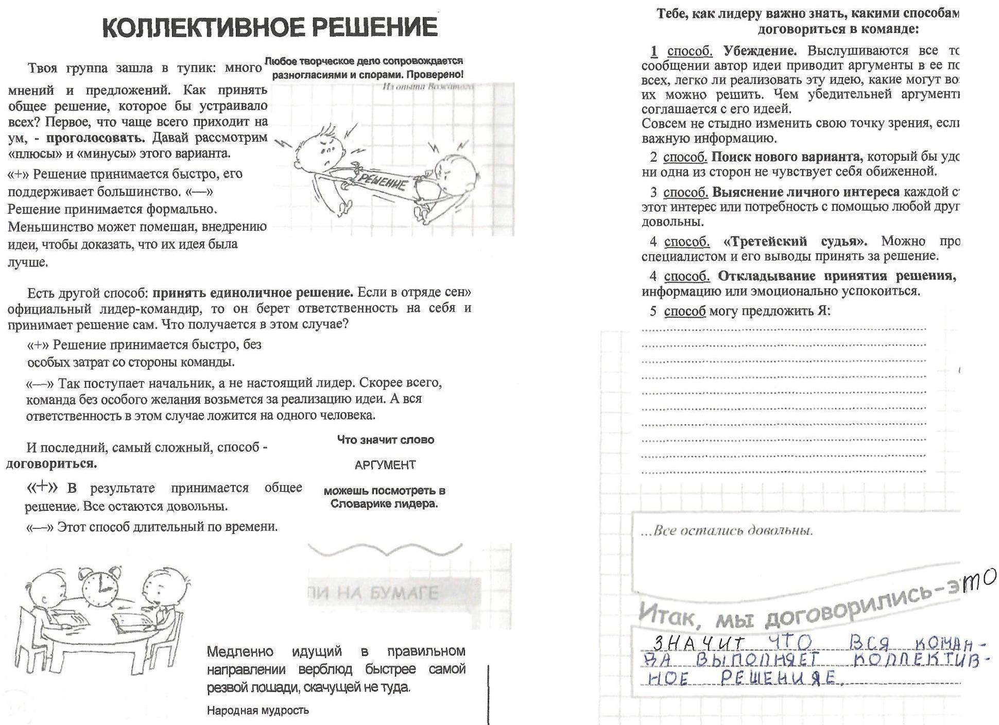 КОЛЛЕКТИВНОЕ РЕШЕНИЕ
Твоя группа зашла в тупик: много
мнений и предложений. Как принять
общее решение, которое бы устраивало
всех? Первое, что чаще всего приходит на
ум, - проголосовать. Давай рассмотрим
«плюсы» и «минусы» этого варианта.
«+» Решение принимается быстро, его
поддерживает большинство. «—»
Решение принимается формально.
Меньшинство может помешан, внедрению
идеи, чтобы доказать, что их идея была
лучше.
Любое творческое дело сопровождается
разногласиями и спорами. Проверено!
Из опыта Вожатого
РЕШЕНИЕ
Есть другой способ: принять единоличное решение. Если в отряде сен»
официальный лидер-командир, то он берет ответственность на себя и
принимает решение сам. Что получается в этом случае?
«+» Решение принимается быстро, без
особых затрат со стороны команды.
«—» Так поступает начальник, а не настоящий лидер. Скорее всего,
команда без особого желания возьмется за реализацию идеи. А вся
ответственность в этом случае ложится на одного человека.
И последний, самый сложный, способ -
договориться.
«+» В результате принимается общее
решение. Все остаются довольны.
«—» Этот способ длительный по времени.
Что значит слово
АРГУМЕНТ
можешь посмотреть в
Словарике лидера.
ЛИ НА БУМАГЕ
Медленно идущий в правильном
направлении верблюд быстрее самой
резвой лошади, скачущей не туда.
Народная мудрость
Тебе, как лидеру важно знать, какими способам
договориться в команде:
1 способ. Убеждение. Выслушиваются все то
сообщении автор идеи приводит аргументы в ее по
всех, легко ли реализовать эту идею, какие могут во
их можно решить. Чем убедительней аргумент
соглашается с его идеей.
Совсем не стыдно изменить свою точку зрения, если
важную информацию.
2 способ. Поиск нового варианта, который бы удо
ни одна из сторон не чувствует себя обиженной.
3 способ. Выяснение личного интереса каждой с
этот интерес или потребность с помощью любой друг
довольны.
4 способ. «Третейский судья». Можно про
специалистом и его выводы принять за решение.
4 способ. Откладывание принятия решения,
информацию или эмоционально успокоиться.
5 способ могу предложить Я:
...Все остались довольны.
Итак, мы договорились-это
ЗНАЧИТ ЧТО ВСЯ КОМАН-
ДА ВЫПОЛНЯЕТ КОЛЛЕКТИВ-
НОЕ РЕШЕНИЯЕ.